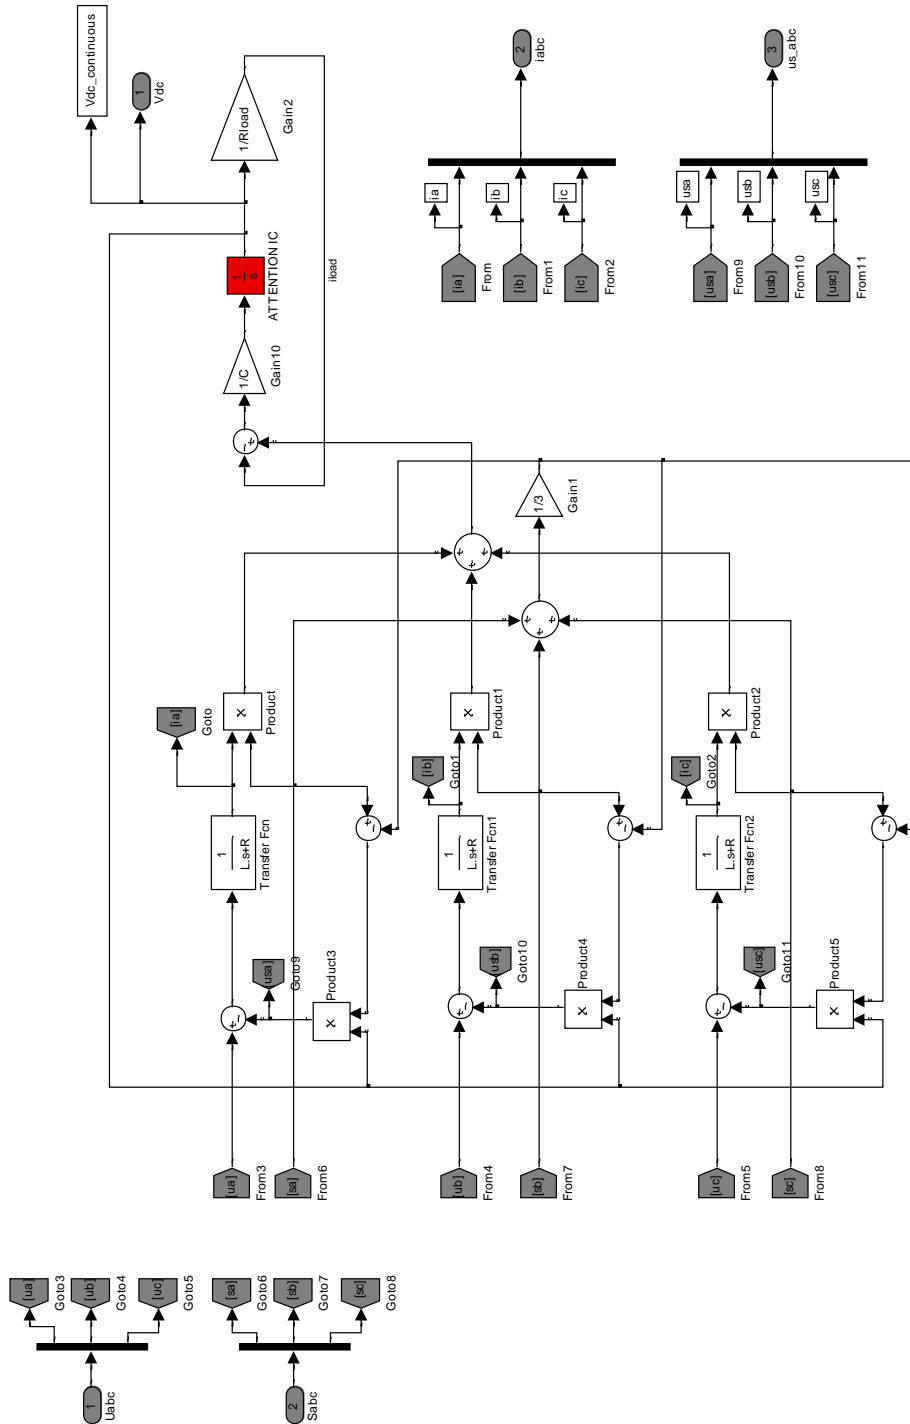 1
Uabc
[ua]
Goto3
[ub]
Goto4
[uc]
Goto5
2
Sabc
[sa]
Goto6
[sb]
Goto7
[sc]
Goto8
[ua]
From3
[sa]
From6
[usa]
Goto9
×
Product3
1
L.s+R
Transfer Fcn
[ia]
Goto
×
Product
[ub]
From4
[sb]
From7
[usb]
Goto10
×
Product4
1
L.s+R
Transfer Fcn1
[ib]
Goto1
×
Product1
[uc]
From5
[sc]
From8
[usc]
Goto11
×
Product5
1
L.s+R
Transfer Fcn2
[ic]
Goto2
×
Product2
1/3
Gain1
1/C
Gain10
1
s
ATTENTION IC
1/Rload
Gain2
iload
Vdc_continuous
1
Vdc
[ia]
From
ia
[ib]
From1
ib
[ic]
From2
ic
2
iabc
[usa]
From9
usa
[usb]
From10
usb
[usc]
From11
usc
3
us_abc